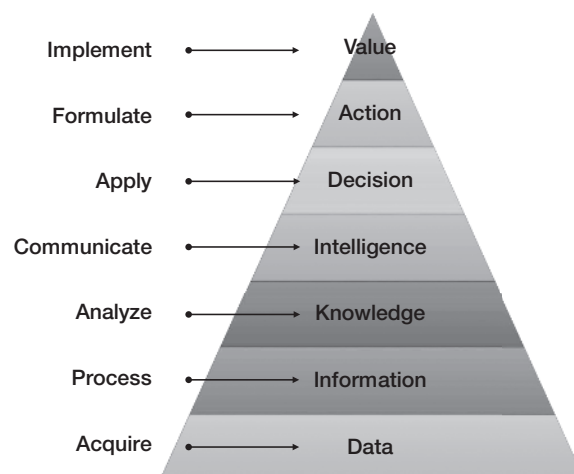 Implement Value
Formulate Action
Apply Decision
Communicate Intelligence
Analyze Knowledge
Process Information
Acquire Data